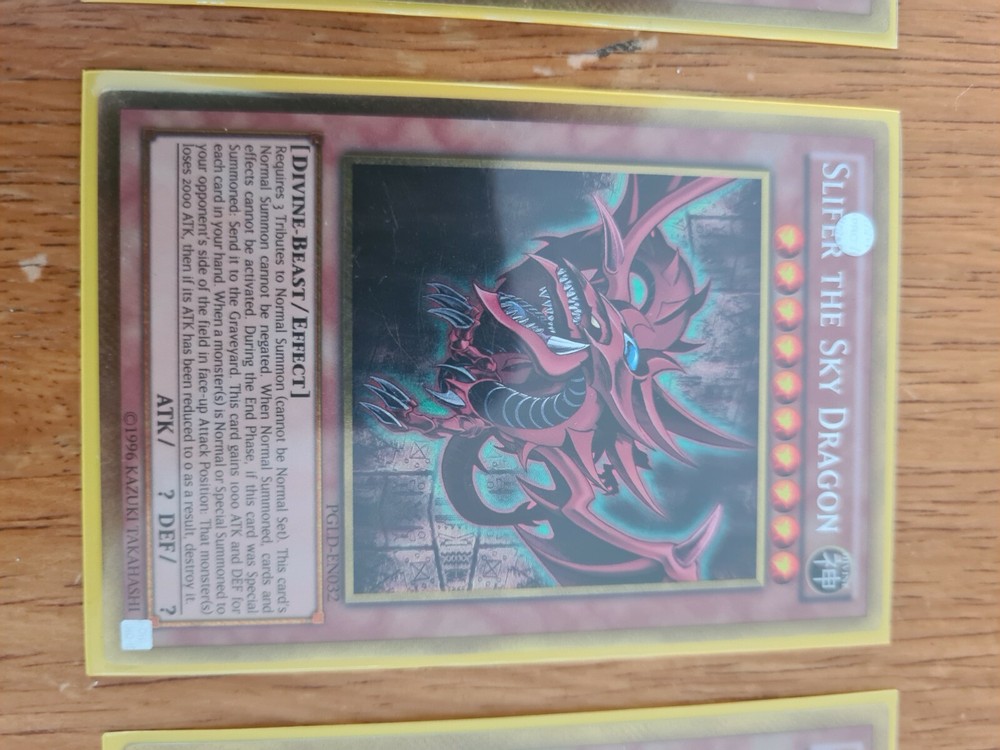 SLIFER THE SKY DRAGON
DIVINE
神
PGLD-EN032
[DIVINE-BEAST/EFFECT]
Requires 3 Tributes to Normal Summon (cannot be Normal Set). This card's
Normal Summon cannot be negated. When Normal Summoned, cards and
effects cannot be activated. During the End Phase, if this card was Special
Summoned: Send it to the Graveyard. This card gains 1000 ATK and DEF for
each card in your hand. When a monster(s) is Normal or Special Summoned to
your opponent's side of the field in face-up Attack Position: That monster(s)
loses 2000 ATK, then if its ATK has been reduced to 0 as a result, destroy it.
ATK/ ? DEF/ ?
©1996 KAZUKI TAKAHASHI